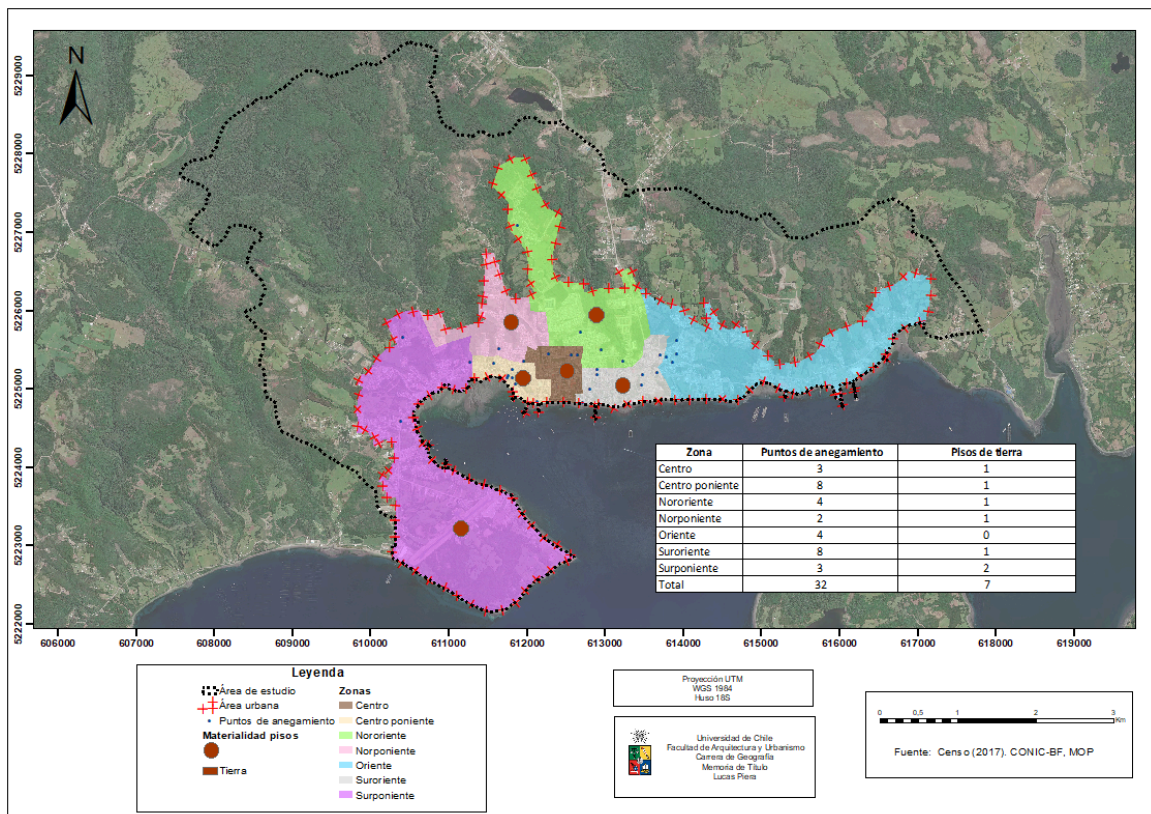 N
5229000
5228000
5227000
5226000
5225000
5224000
5223000
5222000
606000 607000 608000 609000 610000 611000 612000 613000 614000 615000 616000 617000 618000 619000
Zona Puntos de anegamiento Pisos de tierra
Centro 3 1
Centro poniente 8 1
Nororiente 4 1
Norponiente 2 1
Oriente 4 0
Suroriente 8 1
Surponiente 3 2
Total 32 7
Leyenda
Área de estudio
Área urbana
Puntos de anegamiento
Materialidad pisos
Tierra
Zonas
Centro
Centro poniente
Nororiente
Norponiente
Oriente
Suroriente
Surponiente
Proyección UTM
WGS 1984
Huso 18S
Universidad de Chile
Facultad de Arquitectura y Urbanismo
Carrera de Geografía
Memoria de Título
Lucas Piera
0 0,5 1 2 3
Km
Fuente: Censo (2017). CONIC-BF, MOP